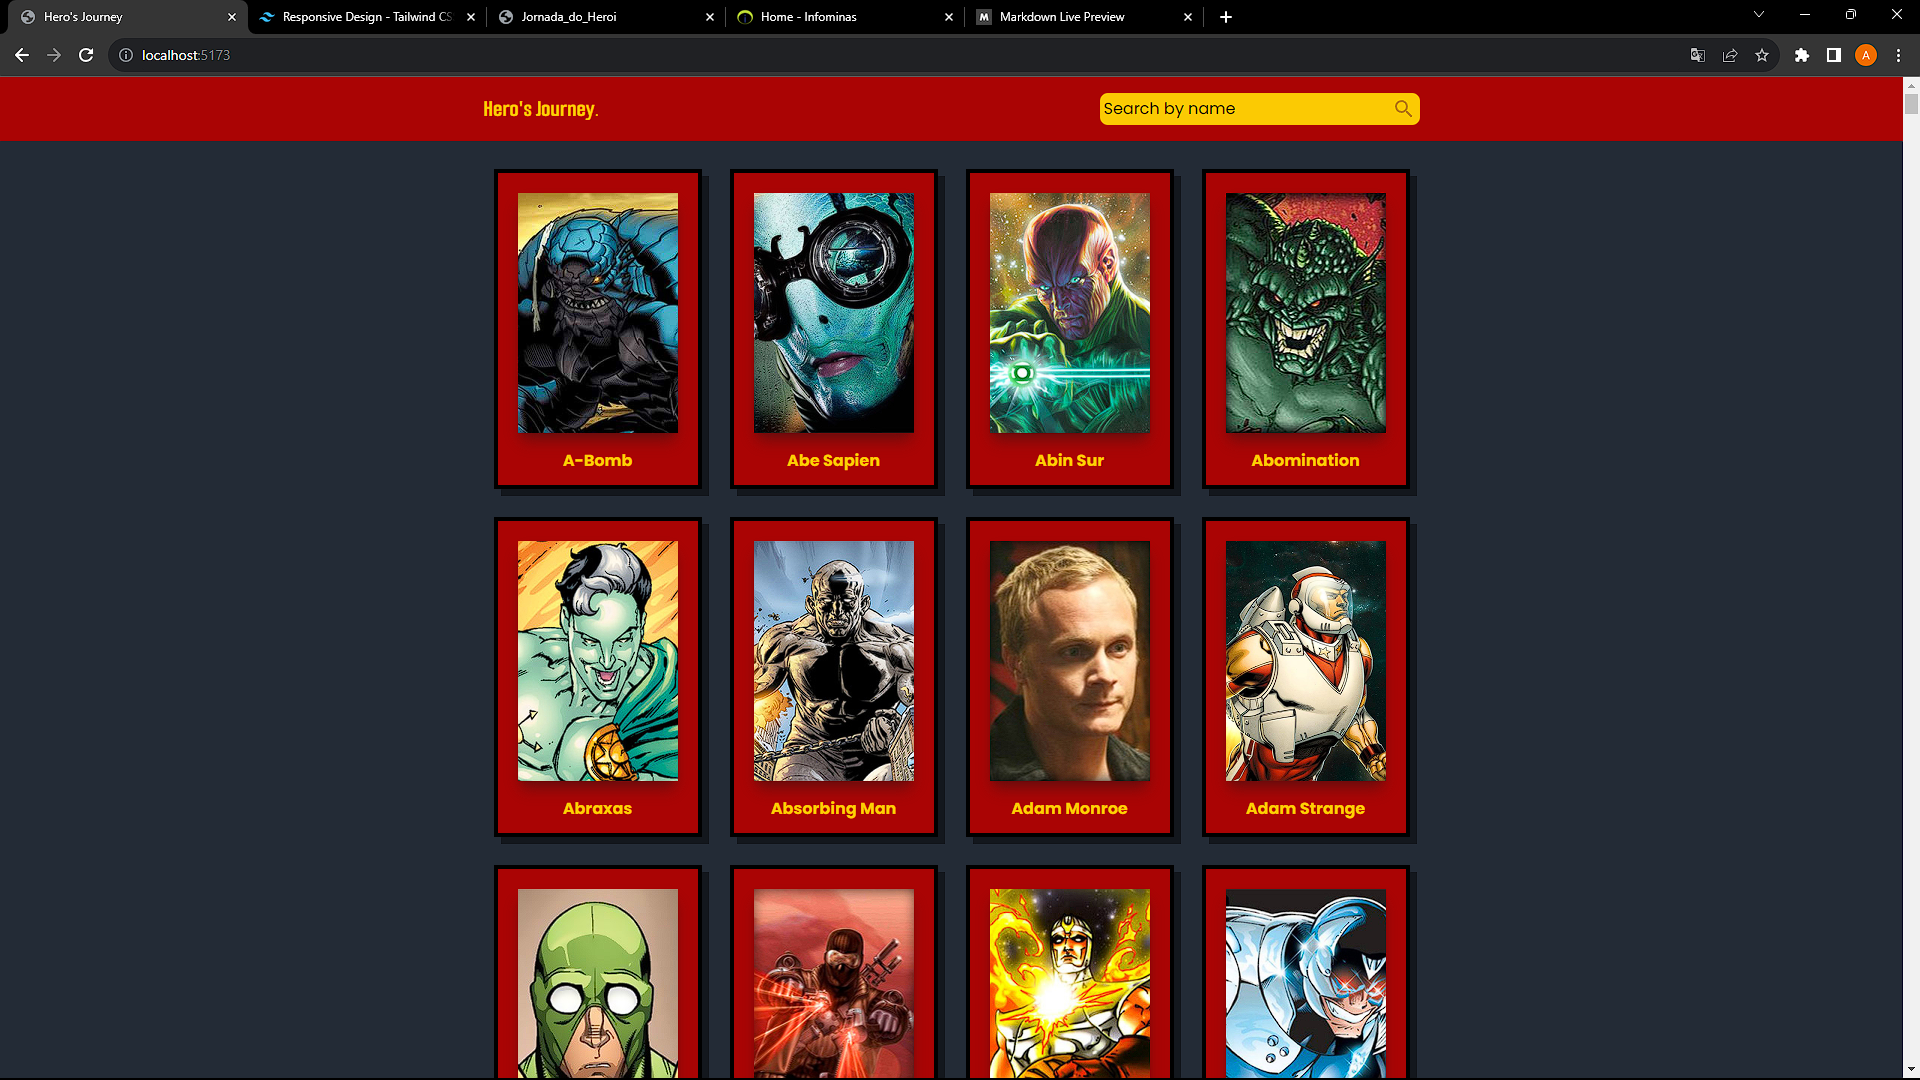 Hero's Journey
Responsive Design - Tailwind CS
Jornada_do_Heroi
Home - Infominas
M
Markdown Live Preview
localhost:5173
A
Hero's Journey.
Search by name
A-Bomb
Abe Sapien
Abin Sur
Abomination
Abraxas
Absorbing Man
Adam Monroe
Adam Strange